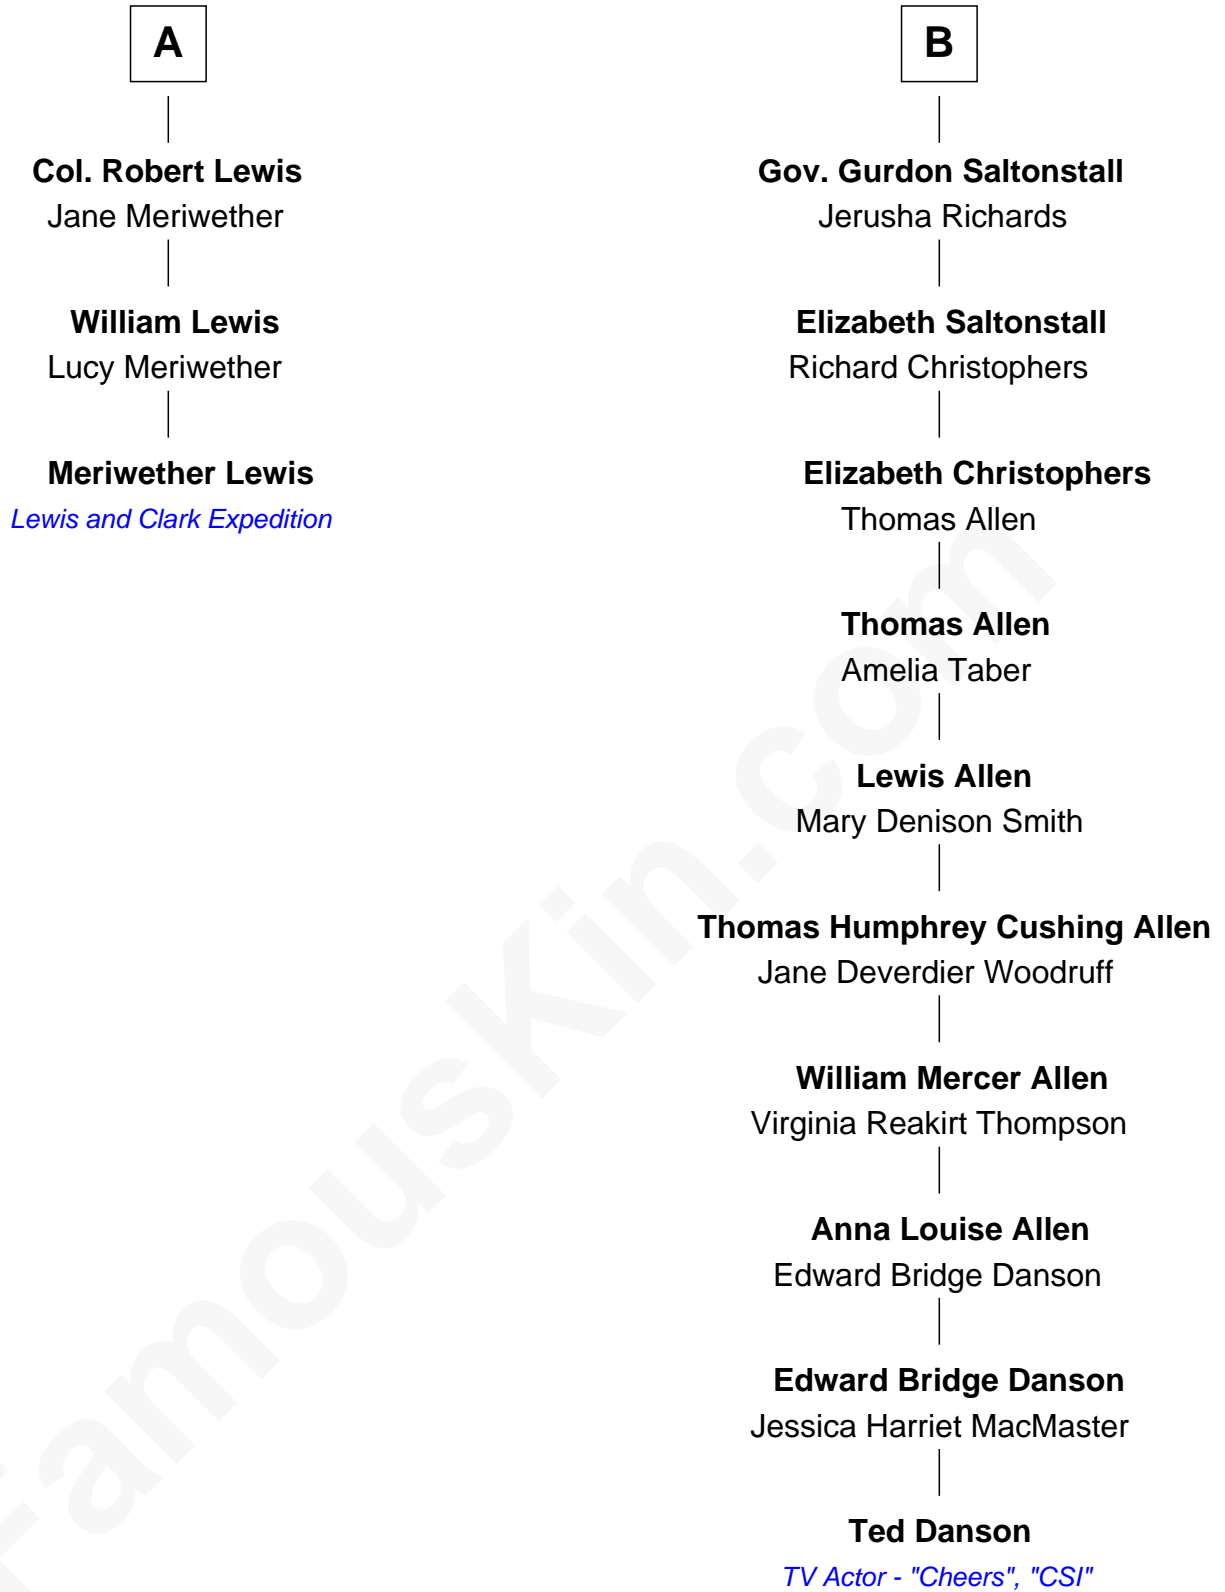 A
Col. Robert Lewis
Jane Meriwether
William Lewis
Lucy Meriwether
Meriwether Lewis
Lewis and Clark Expedition
B
Gov. Gurdon Saltonstall
Jerusha Richards
Elizabeth Saltonstall
Richard Christophers
Elizabeth Christophers
Thomas Allen
Thomas Allen
Amelia Taber
Lewis Allen
Mary Denison Smith
Thomas Humphrey Cushing Allen
Jane Deverdier Woodruff
William Mercer Allen
Virginia Reakirt Thompson
Anna Louise Allen
Edward Bridge Danson
Edward Bridge Danson
Jessica Harriet MacMaster
Ted Danson
TV Actor - "Cheers", "CSI"
FamousKin.com